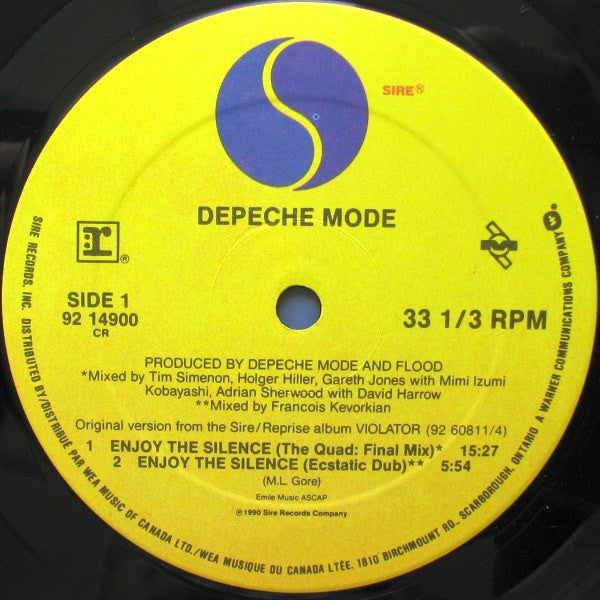 SIRE®
DEPECHE MODE
r®
SIDE 1
92 14900
CR
33 1/3 RPM
PRODUCED BY DEPECHE MODE AND FLOOD
*Mixed by Tim Simenon, Holger Hiller, Gareth Jones with Mimi Izumi
Kobayashi, Adrian Sherwood with David Harrow
**Mixed by Francois Kevorkian
Original version from the Sire/Reprise album VIOLATOR (92 60811/4)
1 ENJOY THE SILENCE (The Quad: Final Mix)* 15:27
2 ENJOY THE SILENCE (Ecstatic Dub)** 5:54
(M.L. Gore)
Emile Music ASCAP
℗©1990 Sire Records Company
SIRE RECORDS, INC. DISTRIBUTED BY/DISTRIBUÉ PAR WEA MUSIC OF CANADA LTD./WEA MUSIQUE DU CANADA LTÉE. 1810 BIRCHMOUNT RD., SCARBOROUGH, ONTARIO A WARNER COMMUNICATIONS COMPANY